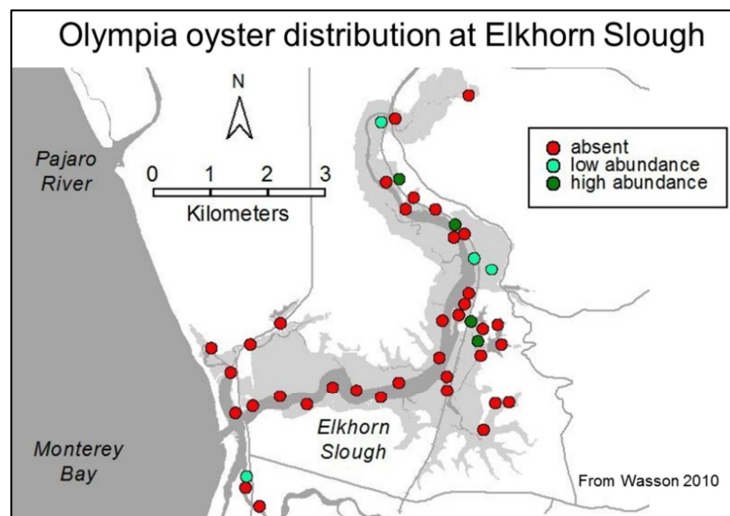 Olympia oyster distribution at Elkhorn Slough
N
Pajaro
River
0 1 2 3
Kilometers
absent
low abundance
high abundance
Elkhorn
Slough
Monterey
Bay
From Wasson 2010